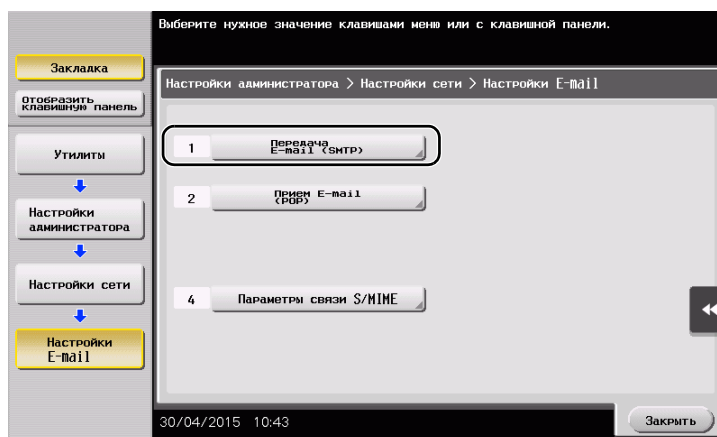 Выберите нужное значение клавишами меню или с клавишной панели.
Закладка
Отобразить
клавишную панель
Утилиты
Настройки
администратора
Настройки сети
Настройки
E-mail
Настройки администратора > Настройки сети > Настройки E-mail
1 Передача
E-mail (SMTP)
2 Прием E-mail
(POP)
4 Параметры связи S/MIME
30/04/2015 10:43
Закрыть